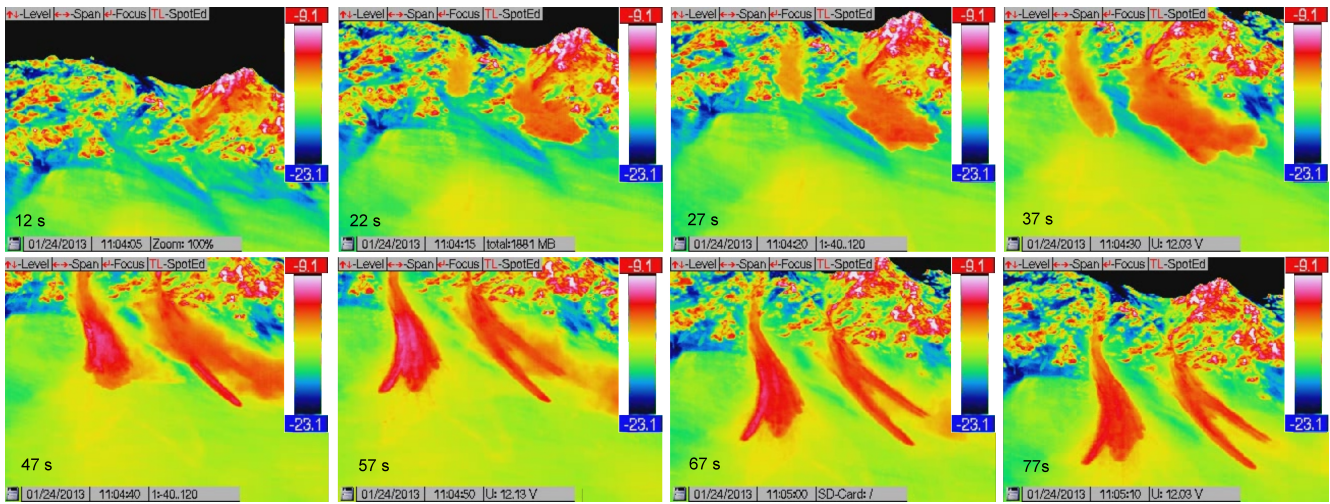 ↑↓-Level ←→-Span ↵-Focus TL-SpotEd -9.1
-23.1
12 s
01/24/2013 11:04:05 Zoom: 100%
↑↓-Level ←→-Span ↵-Focus TL-SpotEd -9.1
-23.1
22 s
01/24/2013 11:04:15 total:1881 MB
↑↓-Level ←→-Span ↵-Focus TL-SpotEd -9.1
-23.1
27 s
01/24/2013 11:04:20 1:-40..120
↑↓-Level ←→-Span ↵-Focus TL-SpotEd -9.1
-23.1
37 s
01/24/2013 11:04:30 U: 12.03 V
↑↓-Level ←→-Span ↵-Focus TL-SpotEd -9.1
-23.1
47 s
01/24/2013 11:04:40 1:-40..120
↑↓-Level ←→-Span ↵-Focus TL-SpotEd -9.1
-23.1
57 s
01/24/2013 11:04:50 U: 12.13 V
↑↓-Level ←→-Span ↵-Focus TL-SpotEd -9.1
-23.1
67 s
01/24/2013 11:05:00 SD-Card: /
↑↓-Level ←→-Span ↵-Focus TL-SpotEd -9.1
-23.1
77s
01/24/2013 11:05:10 U: 12.03 V